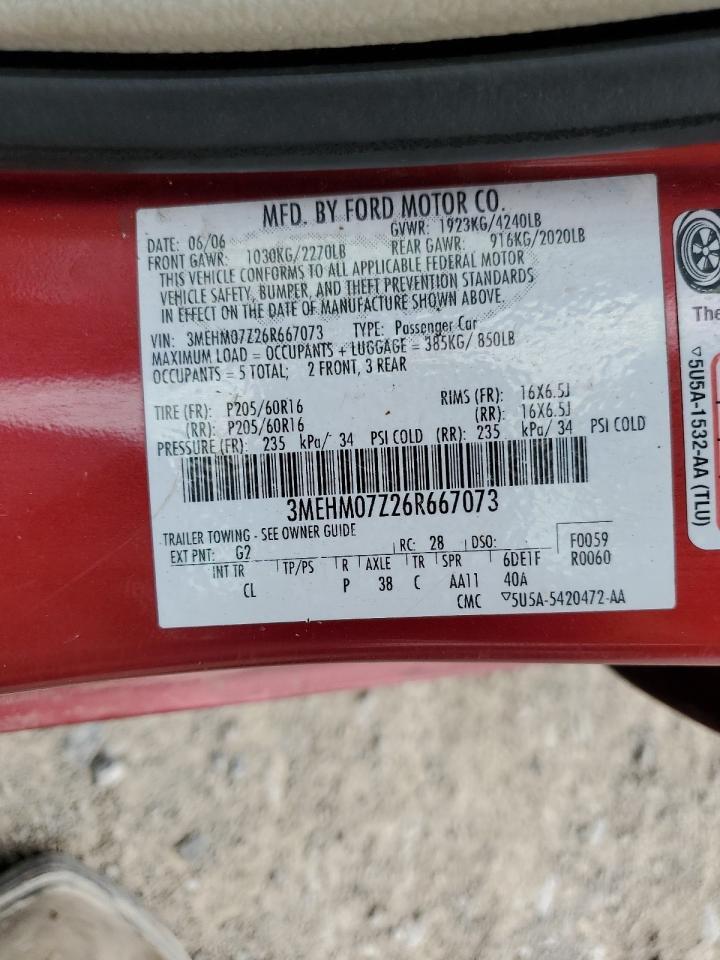 MFD. BY FORD MOTOR CO.
DATE: 06/06 GVWR: 1923KG/4240LB
FRONT GAWR: 1030KG/2270LB REAR GAWR: 916KG/2020LB
THIS VEHICLE CONFORMS TO ALL APPLICABLE FEDERAL MOTOR
VEHICLE SAFETY, BUMPER, AND THEFT PREVENTION STANDARDS
IN EFFECT ON THE DATE OF MANUFACTURE SHOWN ABOVE.
VIN: 3MEHM07Z26R667073 TYPE: Passenger Car
MAXIMUM LOAD = OCCUPANTS + LUGGAGE = 385KG/ 850LB
OCCUPANTS = 5 TOTAL; 2 FRONT, 3 REAR
TIRE (FR): P205/60R16 RIMS (FR): 16X6.5J
(RR): P205/60R16 (RR): 16X6.5J
PRESSURE (FR): 235 kPa/ 34 PSI COLD (RR): 235 kPa/ 34 PSI COLD
3MEHM07Z26R667073
TRAILER TOWING - SEE OWNER GUIDE
EXT PNT: G2 RC: 28 DSO: F0059
INT TR TP/PS R AXLE TR SPR 6DE1F R0060
CL P 38 C AA11 40A
CMC ▽5U5A-5420472-AA
The
▽5U5A-1532-AA (TLU)